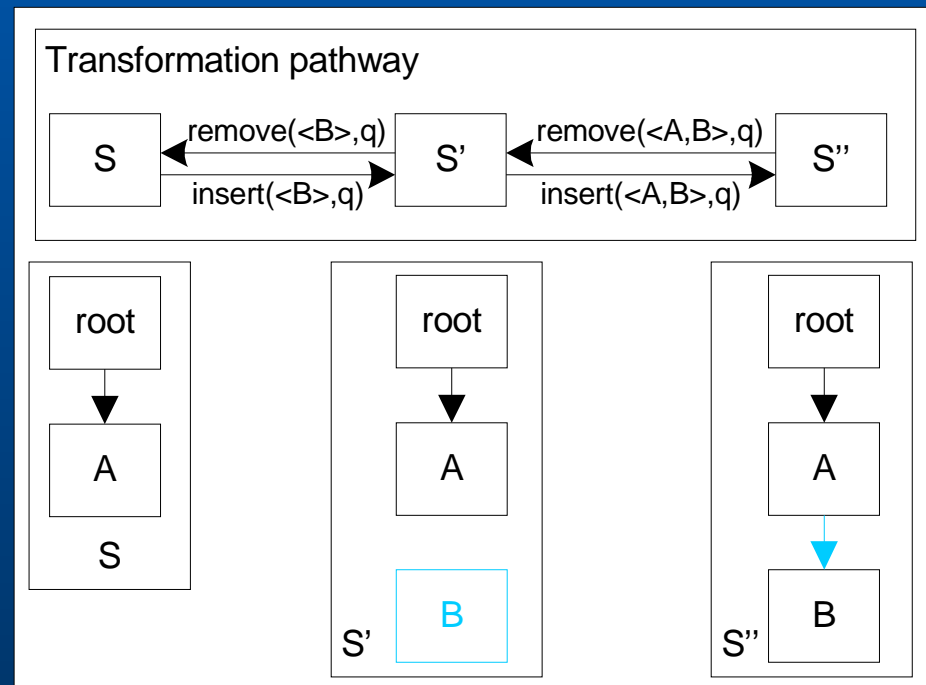 Transformation pathway
remove(<B>,q) remove(<A,B>,q)
S S' S''
insert(<B>,q) insert(<A,B>,q)
root root root
A A A
S
B B
S' S''